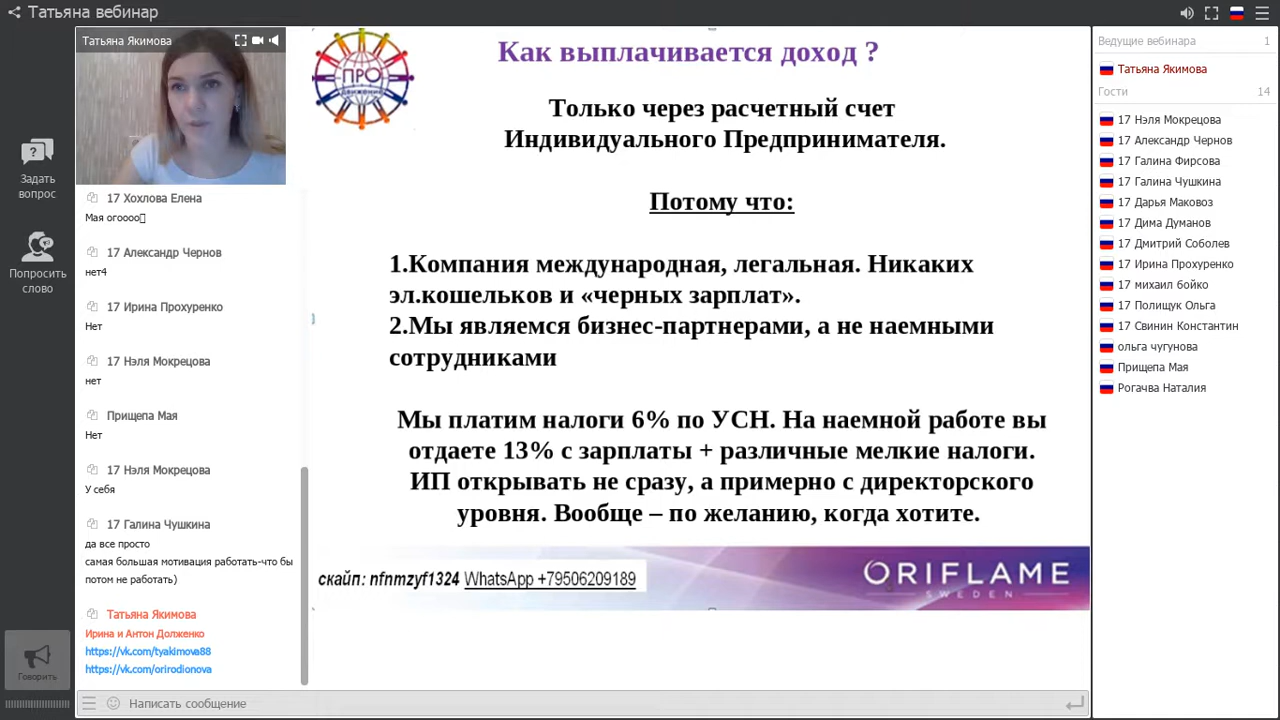 Татьяна вебинар
Татьяна Якимова
Задать
вопрос
Попросить
слово
Говорить
17 Хохлова Елена
Мая огоооо
17 Александр Чернов
нет4
17 Ирина Прохуренко
Нет
17 Нэля Мокрецова
нет
Прищепа Мая
Нет
17 Нэля Мокрецова
У себя
17 Галина Чушкина
да все просто
самая большая мотивация работать-что бы
потом не работать)
Татьяна Якимова
Ирина и Антон Долженко
https://vk.com/tyakimova88
https://vk.com/orirodionova
Написать сообщение
ПРО
Движение
Как выплачивается доход ?
Только через расчетный счет
Индивидуального Предпринимателя.
Потому что:
1.Компания международная, легальная. Никаких
эл.кошельков и «черных зарплат».
2.Мы являемся бизнес-партнерами, а не наемными
сотрудниками
Мы платим налоги 6% по УСН. На наемной работе вы
отдаете 13% с зарплаты + различные мелкие налоги.
ИП открывать не сразу, а примерно с директорского
уровня. Вообще – по желанию, когда хотите.
скайп: nfnmzyf1324 WhatsApp +79506209189
ORIFLAME
SWEDEN
Ведущие вебинара 1
Татьяна Якимова
Гости 14
17 Нэля Мокрецова
17 Александр Чернов
17 Галина Фирсова
17 Галина Чушкина
17 Дарья Маковоз
17 Дима Думанов
17 Дмитрий Соболев
17 Ирина Прохуренко
17 михаил бойко
17 Полищук Ольга
17 Свинин Константин
ольга чугунова
Прищепа Мая
Рогачва Наталия